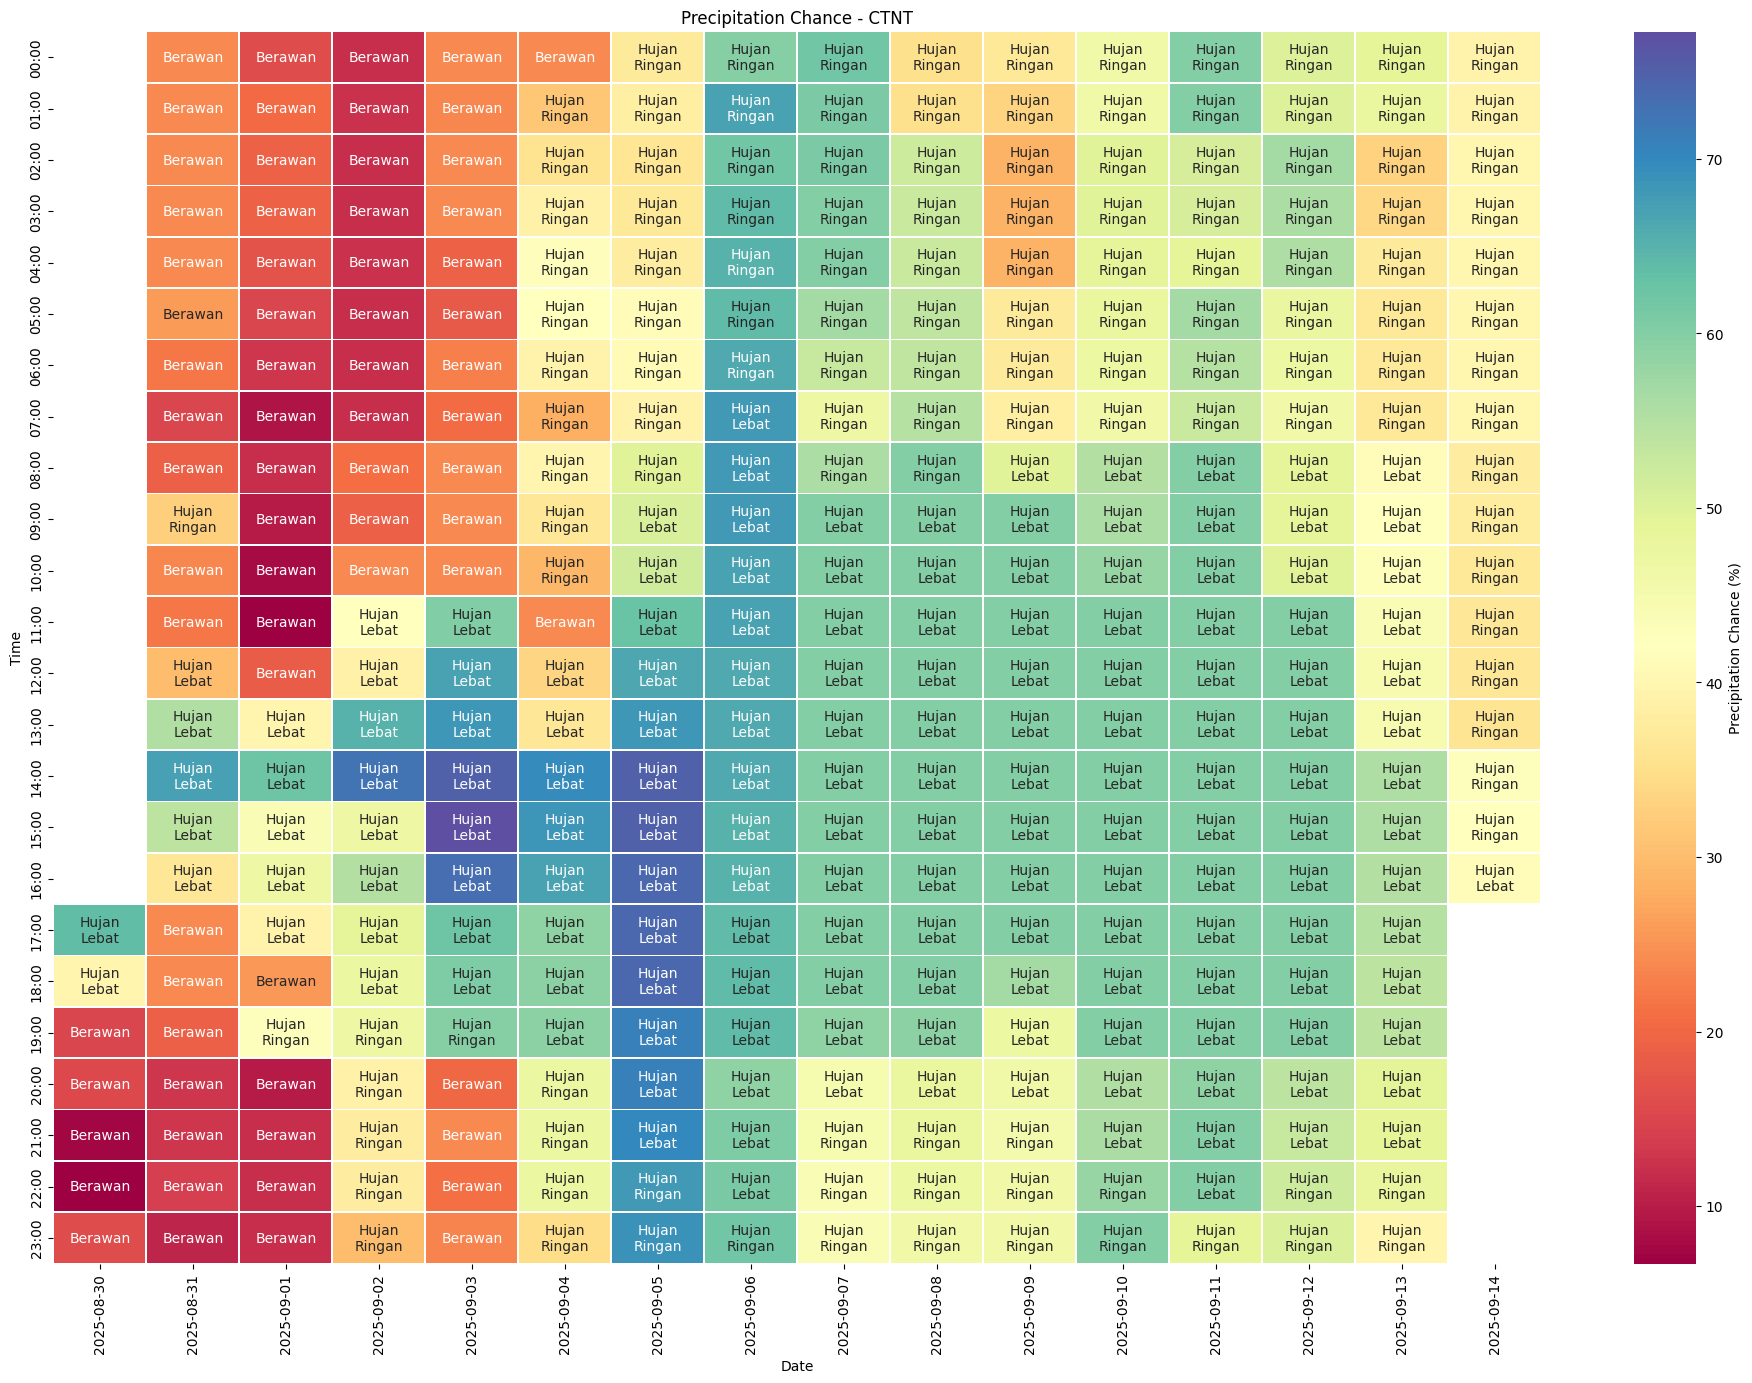 Precipitation Chance - CTNT
00:00 Berawan Berawan Berawan Berawan Berawan Hujan Ringan Hujan Ringan Hujan Ringan Hujan Ringan Hujan Ringan Hujan Ringan Hujan Ringan Hujan Ringan Hujan Ringan Hujan Ringan
01:00 Berawan Berawan Berawan Berawan Hujan Ringan Hujan Ringan Hujan Ringan Hujan Ringan Hujan Ringan Hujan Ringan Hujan Ringan Hujan Ringan Hujan Ringan Hujan Ringan Hujan Ringan
02:00 Berawan Berawan Berawan Berawan Hujan Ringan Hujan Ringan Hujan Ringan Hujan Ringan Hujan Ringan Hujan Ringan Hujan Ringan Hujan Ringan Hujan Ringan Hujan Ringan Hujan Ringan
03:00 Berawan Berawan Berawan Berawan Hujan Ringan Hujan Ringan Hujan Ringan Hujan Ringan Hujan Ringan Hujan Ringan Hujan Ringan Hujan Ringan Hujan Ringan Hujan Ringan Hujan Ringan
04:00 Berawan Berawan Berawan Berawan Hujan Ringan Hujan Ringan Hujan Ringan Hujan Ringan Hujan Ringan Hujan Ringan Hujan Ringan Hujan Ringan Hujan Ringan Hujan Ringan Hujan Ringan
05:00 Berawan Berawan Berawan Berawan Hujan Ringan Hujan Ringan Hujan Ringan Hujan Ringan Hujan Ringan Hujan Ringan Hujan Ringan Hujan Ringan Hujan Ringan Hujan Ringan Hujan Ringan
06:00 Berawan Berawan Berawan Berawan Hujan Ringan Hujan Ringan Hujan Ringan Hujan Ringan Hujan Ringan Hujan Ringan Hujan Ringan Hujan Ringan Hujan Ringan Hujan Ringan Hujan Ringan
07:00 Berawan Berawan Berawan Berawan Hujan Ringan Hujan Ringan Hujan Lebat Hujan Ringan Hujan Ringan Hujan Ringan Hujan Ringan Hujan Ringan Hujan Ringan Hujan Ringan Hujan Ringan
08:00 Berawan Berawan Berawan Berawan Hujan Ringan Hujan Ringan Hujan Lebat Hujan Ringan Hujan Ringan Hujan Lebat Hujan Lebat Hujan Lebat Hujan Lebat Hujan Lebat Hujan Ringan
09:00 Hujan Ringan Berawan Berawan Berawan Hujan Ringan Hujan Lebat Hujan Lebat Hujan Lebat Hujan Lebat Hujan Lebat Hujan Lebat Hujan Lebat Hujan Lebat Hujan Lebat Hujan Ringan
10:00 Berawan Berawan Berawan Berawan Hujan Ringan Hujan Lebat Hujan Lebat Hujan Lebat Hujan Lebat Hujan Lebat Hujan Lebat Hujan Lebat Hujan Lebat Hujan Lebat Hujan Ringan
11:00 Berawan Berawan Hujan Lebat Hujan Lebat Berawan Hujan Lebat Hujan Lebat Hujan Lebat Hujan Lebat Hujan Lebat Hujan Lebat Hujan Lebat Hujan Lebat Hujan Lebat Hujan Ringan
12:00 Hujan Lebat Berawan Hujan Lebat Hujan Lebat Hujan Lebat Hujan Lebat Hujan Lebat Hujan Lebat Hujan Lebat Hujan Lebat Hujan Lebat Hujan Lebat Hujan Lebat Hujan Lebat Hujan Ringan
13:00 Hujan Lebat Hujan Lebat Hujan Lebat Hujan Lebat Hujan Lebat Hujan Lebat Hujan Lebat Hujan Lebat Hujan Lebat Hujan Lebat Hujan Lebat Hujan Lebat Hujan Lebat Hujan Lebat Hujan Ringan
14:00 Hujan Lebat Hujan Lebat Hujan Lebat Hujan Lebat Hujan Lebat Hujan Lebat Hujan Lebat Hujan Lebat Hujan Lebat Hujan Lebat Hujan Lebat Hujan Lebat Hujan Lebat Hujan Lebat Hujan Ringan
15:00 Hujan Lebat Hujan Lebat Hujan Lebat Hujan Lebat Hujan Lebat Hujan Lebat Hujan Lebat Hujan Lebat Hujan Lebat Hujan Lebat Hujan Lebat Hujan Lebat Hujan Lebat Hujan Lebat Hujan Ringan
16:00 Hujan Lebat Hujan Lebat Hujan Lebat Hujan Lebat Hujan Lebat Hujan Lebat Hujan Lebat Hujan Lebat Hujan Lebat Hujan Lebat Hujan Lebat Hujan Lebat Hujan Lebat Hujan Lebat Hujan Lebat
17:00 Hujan Lebat Berawan Hujan Lebat Hujan Lebat Hujan Lebat Hujan Lebat Hujan Lebat Hujan Lebat Hujan Lebat Hujan Lebat Hujan Lebat Hujan Lebat Hujan Lebat Hujan Lebat Hujan Lebat
18:00 Hujan Lebat Berawan Berawan Hujan Lebat Hujan Lebat Hujan Lebat Hujan Lebat Hujan Lebat Hujan Lebat Hujan Lebat Hujan Lebat Hujan Lebat Hujan Lebat Hujan Lebat Hujan Lebat
19:00 Berawan Berawan Hujan Ringan Hujan Ringan Hujan Ringan Hujan Lebat Hujan Lebat Hujan Lebat Hujan Lebat Hujan Lebat Hujan Lebat Hujan Lebat Hujan Lebat Hujan Lebat Hujan Lebat
20:00 Berawan Berawan Berawan Hujan Ringan Berawan Hujan Ringan Hujan Lebat Hujan Lebat Hujan Lebat Hujan Lebat Hujan Lebat Hujan Lebat Hujan Lebat Hujan Lebat Hujan Lebat
21:00 Berawan Berawan Berawan Hujan Ringan Berawan Hujan Ringan Hujan Lebat Hujan Lebat Hujan Ringan Hujan Ringan Hujan Ringan Hujan Lebat Hujan Lebat Hujan Lebat Hujan Lebat
22:00 Berawan Berawan Berawan Hujan Ringan Berawan Hujan Ringan Hujan Ringan Hujan Lebat Hujan Ringan Hujan Ringan Hujan Ringan Hujan Ringan Hujan Lebat Hujan Ringan Hujan Ringan
23:00 Berawan Berawan Berawan Hujan Ringan Berawan Hujan Ringan Hujan Ringan Hujan Ringan Hujan Ringan Hujan Ringan Hujan Ringan Hujan Ringan Hujan Ringan Hujan Ringan Hujan Ringan
Time
2025-08-30 2025-08-31 2025-09-01 2025-09-02 2025-09-03 2025-09-04 2025-09-05 2025-09-06 2025-09-07 2025-09-08 2025-09-09 2025-09-10 2025-09-11 2025-09-12 2025-09-13 2025-09-14
Date
70
60
50
40
30
20
10
Precipitation Chance (%)